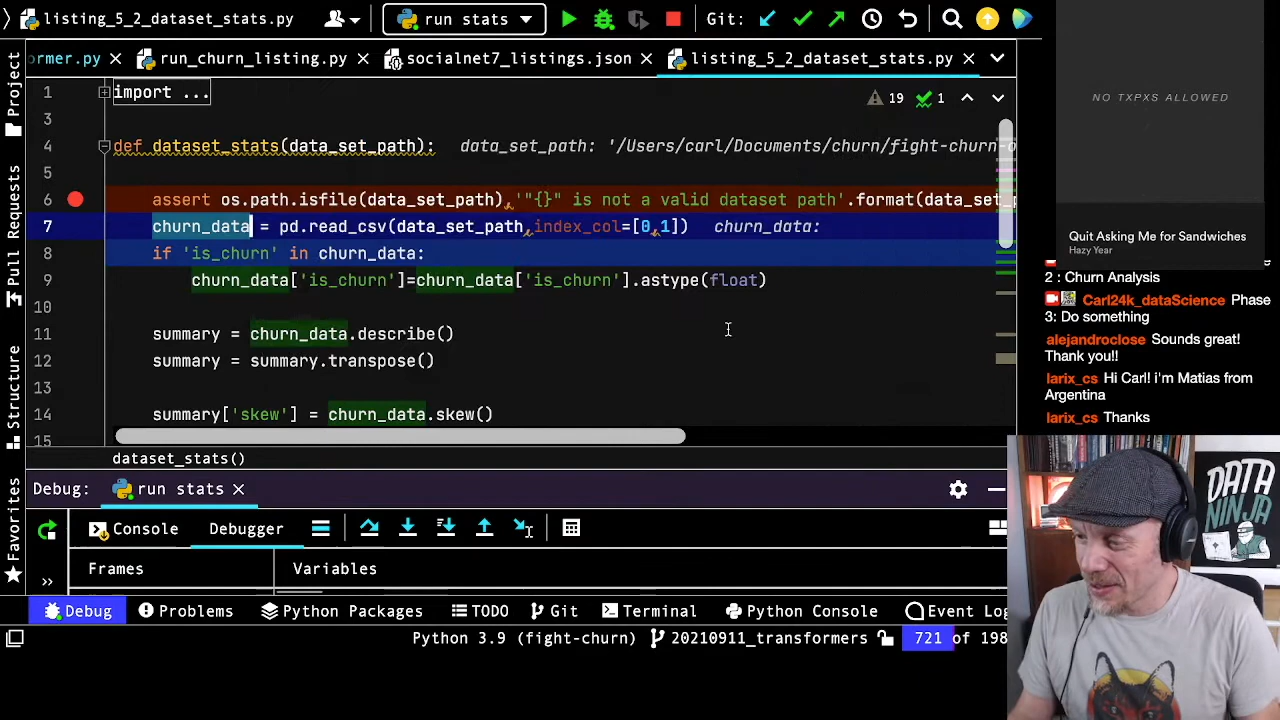 listing_5_2_dataset_stats.py
run stats
Git:
ormer.py
run_churn_listing.py
socialnet7_listings.json
listing_5_2_dataset_stats.py
Project
Pull Requests
Structure
Favorites
1 import ...
19
1
3
4 def dataset_stats(data_set_path): data_set_path: '/Users/carl/Documents/churn/fight-churn-o
5
6 assert os.path.isfile(data_set_path),'"{}" is not a valid dataset path'.format(data_set_p
7 churn_data = pd.read_csv(data_set_path,index_col=[0,1]) churn_data:
8 if 'is_churn' in churn_data:
9 churn_data['is_churn']=churn_data['is_churn'].astype(float)
10
11 summary = churn_data.describe()
12 summary = summary.transpose()
13
14 summary['skew'] = churn_data.skew()
15
dataset_stats()
Debug: run stats
Console Debugger
Frames Variables
Debug Problems Python Packages TODO Git Terminal Python Console Event Log
Python 3.9 (fight-churn) 20210911_transformers 721 of 198
NO TXPXS ALLOWED
Quit Asking Me for Sandwiches
Hazy Year
2 : Churn Analysis
Carl24k_dataScience Phase
3: Do something
alejandroclose Sounds great!
Thank you!!
larix_cs Hi Carl! i'm Matias from
Argentina
larix_cs Thanks
DATA
NINJA